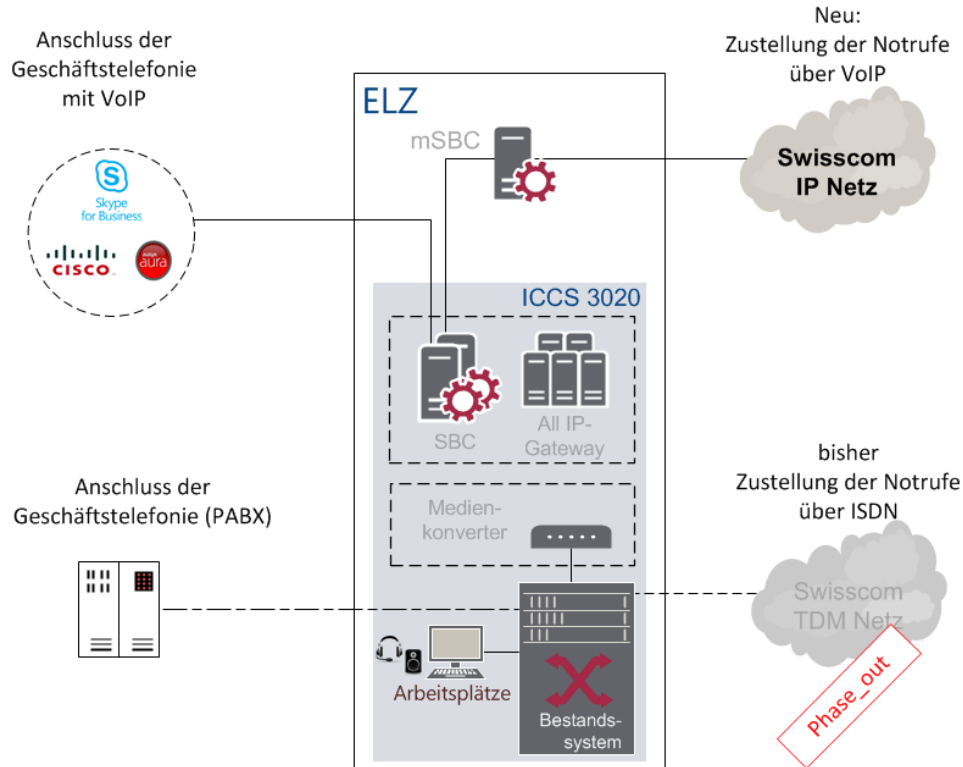 Anschluss der
Geschäftstelefonie
mit VoIP
Neu:
Zustellung der Notrufe
über VoIP
ELZ
mSBC
Swisscom
IP Netz
S
Skype
for Business
CISCO
AVAYA
aura
ICCS 3020
SBC
All IP-
Gateway
Anschluss der
Geschäftstelefonie (PABX)
Medien-
konverter
bisher
Zustellung der Notrufe
über ISDN
Swisscom
TDM Netz
Phase_out
Arbeitsplätze
Bestands-
system